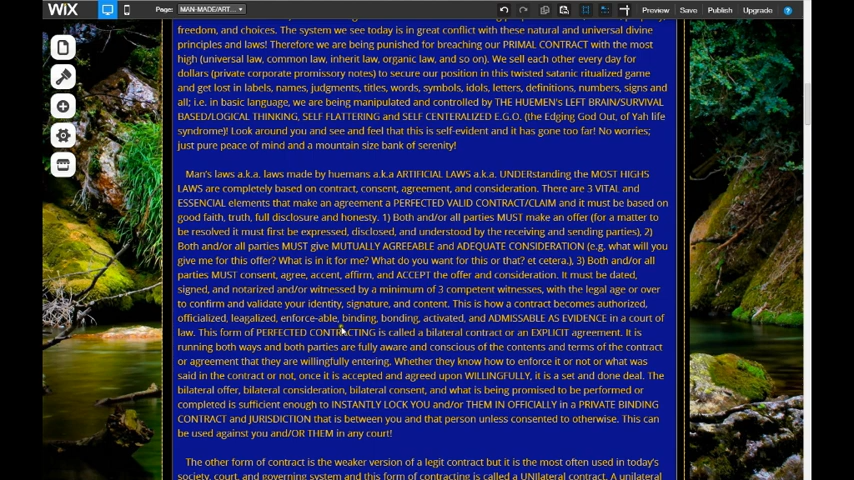 WIX Page: MAN-MADE/ART... Preview Save Publish Upgrade ?
freedom, and choices. The system we see today is in great conflict with these natural and universal divine
principles and laws! Therefore we are being punished for breaching our PRIMAL CONTRACT with the most
high (universal law, common law, inherit law, organic law, and so on). We sell each other every day for
dollars (private corporate promissory notes) to secure our position in this twisted satanic ritualized game
and get lost in labels, names, judgments, titles, words, symbols, idols, letters, definitions, numbers, signs and
all; i.e. in basic language, we are being manipulated and controlled by THE HUEMEN'S LEFT BRAIN/SURVIVAL
BASED/LOGICAL THINKING, SELF FLATTERING and SELF CENTERALIZED E.G.O. (the Edging God Out, of Yah life
syndrome)! Look around you and see and feel that this is self-evident and it has gone too far! No worries;
just pure peace of mind and a mountain size bank of serenity!
Man's laws a.k.a. laws made by huemans a.k.a ARTIFICIAL LAWS a.k.a. UNDERstanding the MOST HIGHS
LAWS are completely based on contract, consent, agreement, and consideration. There are 3 VITAL and
ESSENCIAL elements that make an agreement a PERFECTED VALID CONTRACT/CLAIM and it must be based on
good faith, truth, full disclosure and honesty. 1) Both and/or all parties MUST make an offer (for a matter to
be resolved it must first be expressed, disclosed, and understood by the receiving and sending parties), 2)
Both and/or all parties MUST give MUTUALLY AGREEABLE and ADEQUATE CONSIDERATION (e.g. what will you
give me for this offer? What is in it for me? What do you want for this or that? et cetera.), 3) Both and/or all
parties MUST consent, agree, accent, affirm, and ACCEPT the offer and consideration. It must be dated,
signed, and notarized and/or witnessed by a minimum of 3 competent witnesses, with the legal age or over
to confirm and validate your identity, signature, and content. This is how a contract becomes authorized,
officialized, leagalized, enforce-able, binding, bonding, activated, and ADMISSABLE AS EVIDENCE in a court of
law. This form of PERFECTED CONTRACTING is called a bilateral contract or an EXPLICIT agreement. It is
running both ways and both parties are fully aware and conscious of the contents and terms of the contract
or agreement that they are willingfully entering. Whether they know how to enforce it or not or what was
said in the contract or not, once it is accepted and agreed upon WILLINGFULLY, it is a set and done deal. The
bilateral offer, bilateral consideration, bilateral consent, and what is being promised to be performed or
completed is sufficient enough to INSTANTLY LOCK YOU and/or THEM IN OFFICIALLY in a PRIVATE BINDING
CONTRACT and JURISDICTION that is between you and that person unless consented to otherwise. This can
be used against you and/OR THEM in any court!
The other form of contract is the weaker version of a legit contract but it is the most often used in today's
society, court, and governing system and this form of contracting is called a UNIlateral contract. A unilateral